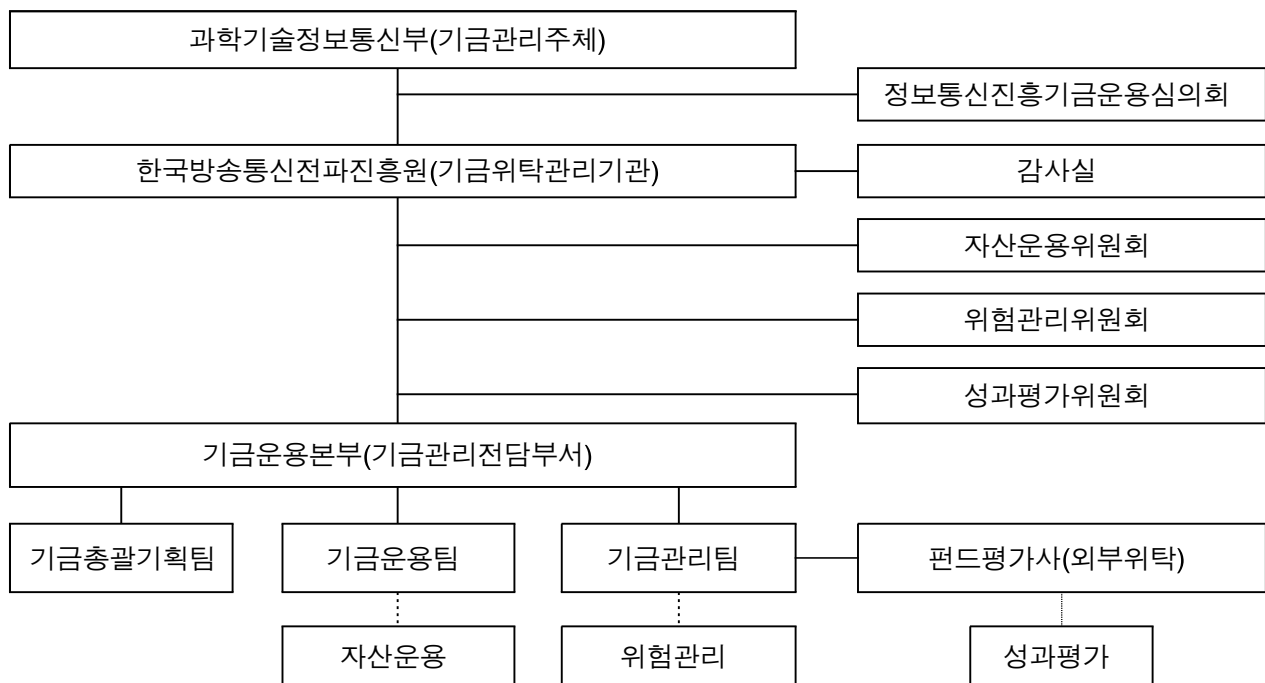 과학기술정보통신부(기금관리주체)
정보통신진흥기금운용심의회
한국방송통신전파진흥원(기금위탁관리기관)
감사실
자산운용위원회
위험관리위원회
성과평가위원회
기금운용본부(기금관리전담부서)
기금총괄기획팀
기금운용팀
기금관리팀
펀드평가사(외부위탁)
자산운용
위험관리
성과평가